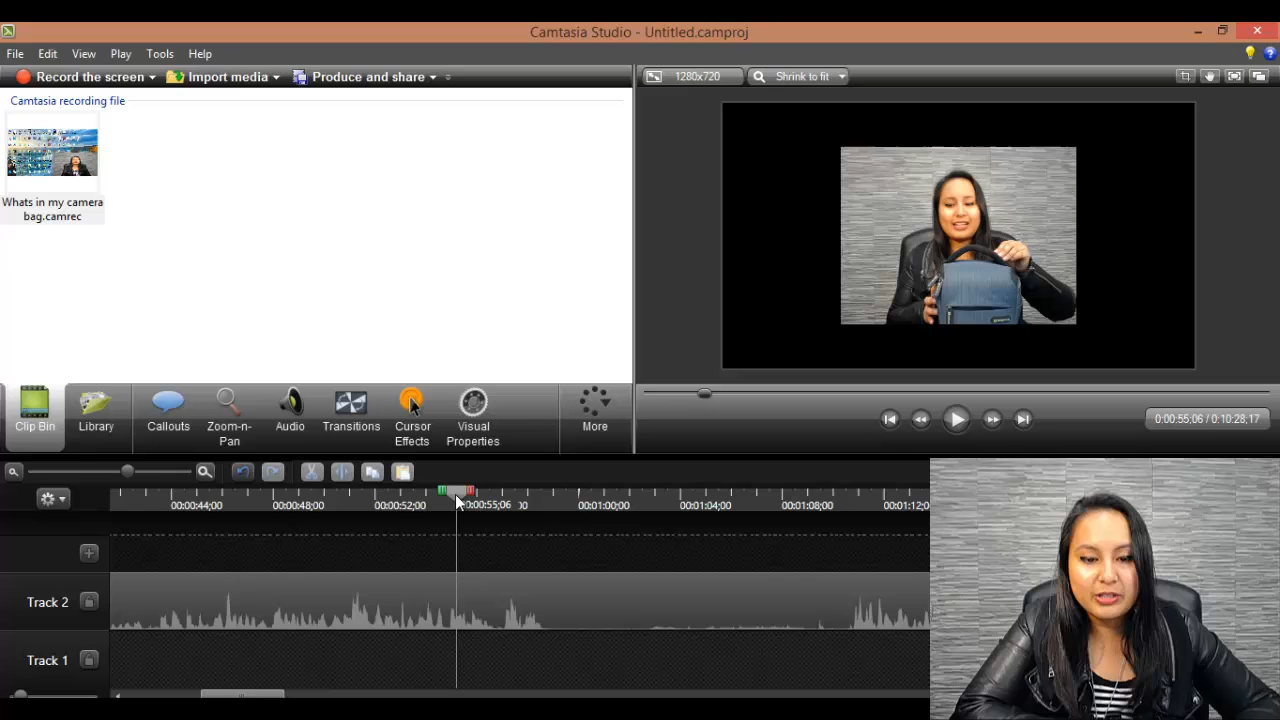 Camtasia Studio - Untitled.camproj
File Edit View Play Tools Help
Record the screen Import media Produce and share
1280x720 Shrink to fit
Camtasia recording file
Whats in my camera
bag.camrec
Clip Bin Library Callouts Zoom-n-
Pan Audio Transitions Cursor
Effects Visual
Properties More
0:00:55;06 / 0:10:28;17
00:00:44;00 00:00:48;00 00:00:52;00 0:00:55;06 00:01:00;00 00:01:04;00 00:01:08;00 00:01:12;0
Track 2
Track 1